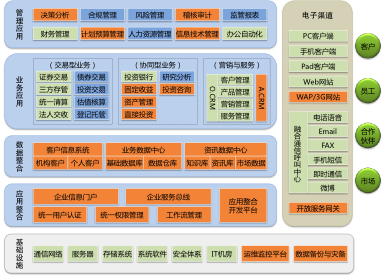 管理应用
决策分析 合规管理 风险管理 稽核审计 监管报表
财务管理 计划预算管理 人力资源管理 信息技术管理 办公自动化
业务应用
(交易型业务) (协同型业务) (营销与服务)
证券交易 债券交易 投资银行 研究分析 O.CRM 客户管理 A.CRM
三方存管 投资交易 固定收益 投资咨询 产品管理
统一清算 估值核算 资产管理 营销管理
法人交收 登记托管 直接投资 服务管理
数据整合
客户信息系统 业务数据中心 资讯数据中心
机构客户 个人客户 基础数据库 数据仓库 知识库 资讯库 市场数据
应用整合
企业信息门户 企业服务总线 应用整合开发平台
统一用户认证 统一权限管理 工作流管理
基础设施
通信网络 服务器 存储系统 系统软件 安全体系 IT机房 运维监控平台 数据备份与灾备
电子渠道
PC客户端
手机客户端
Pad客户端
Web网站
WAP/3G网站
融合通信呼叫中心
电话语音
Email
FAX
手机短信
即时通信
微博
开放服务网关
客户
员工
合作伙伴
市场